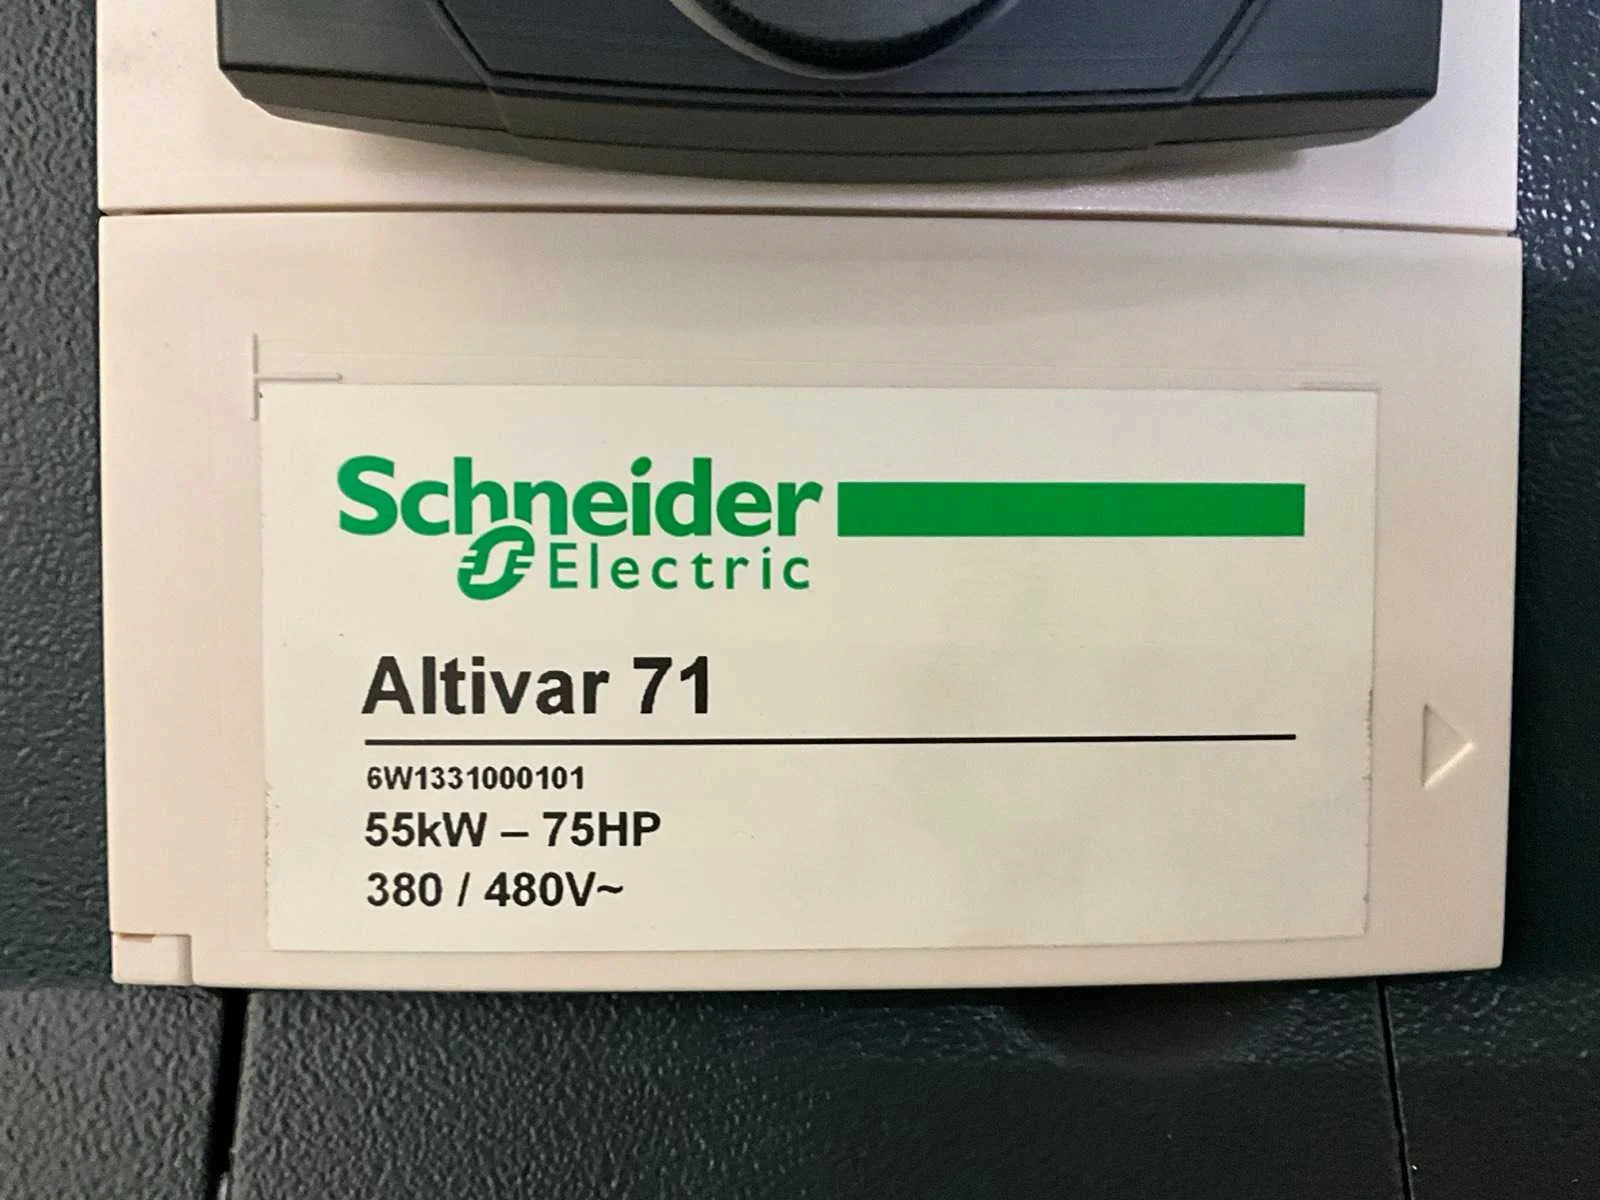 Schneider
Electric
Altivar 71
6W1331000101
55kW – 75HP
380 / 480V~